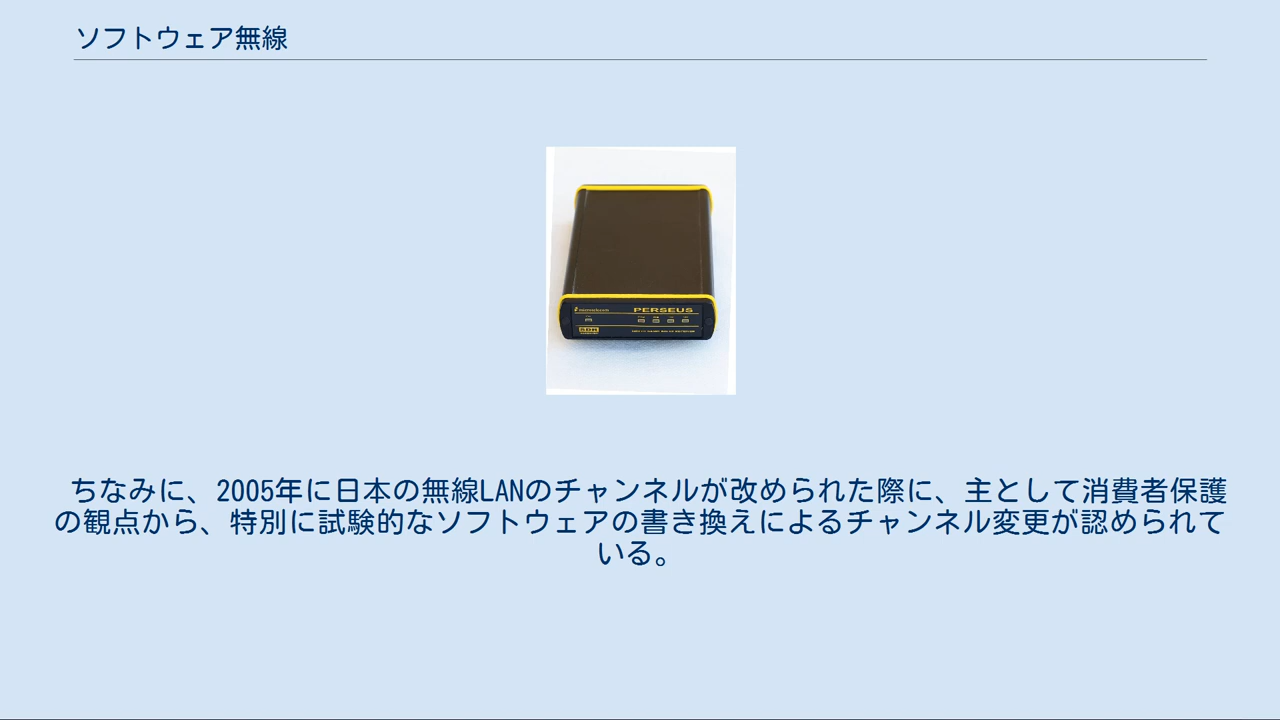 ソフトウェア無線
PERSEUS
SDR
ちなみに、2005年に日本の無線LANのチャンネルが改められた際に、主として消費者保護
の観点から、特別に試験的なソフトウェアの書き換えによるチャンネル変更が認められて
いる。